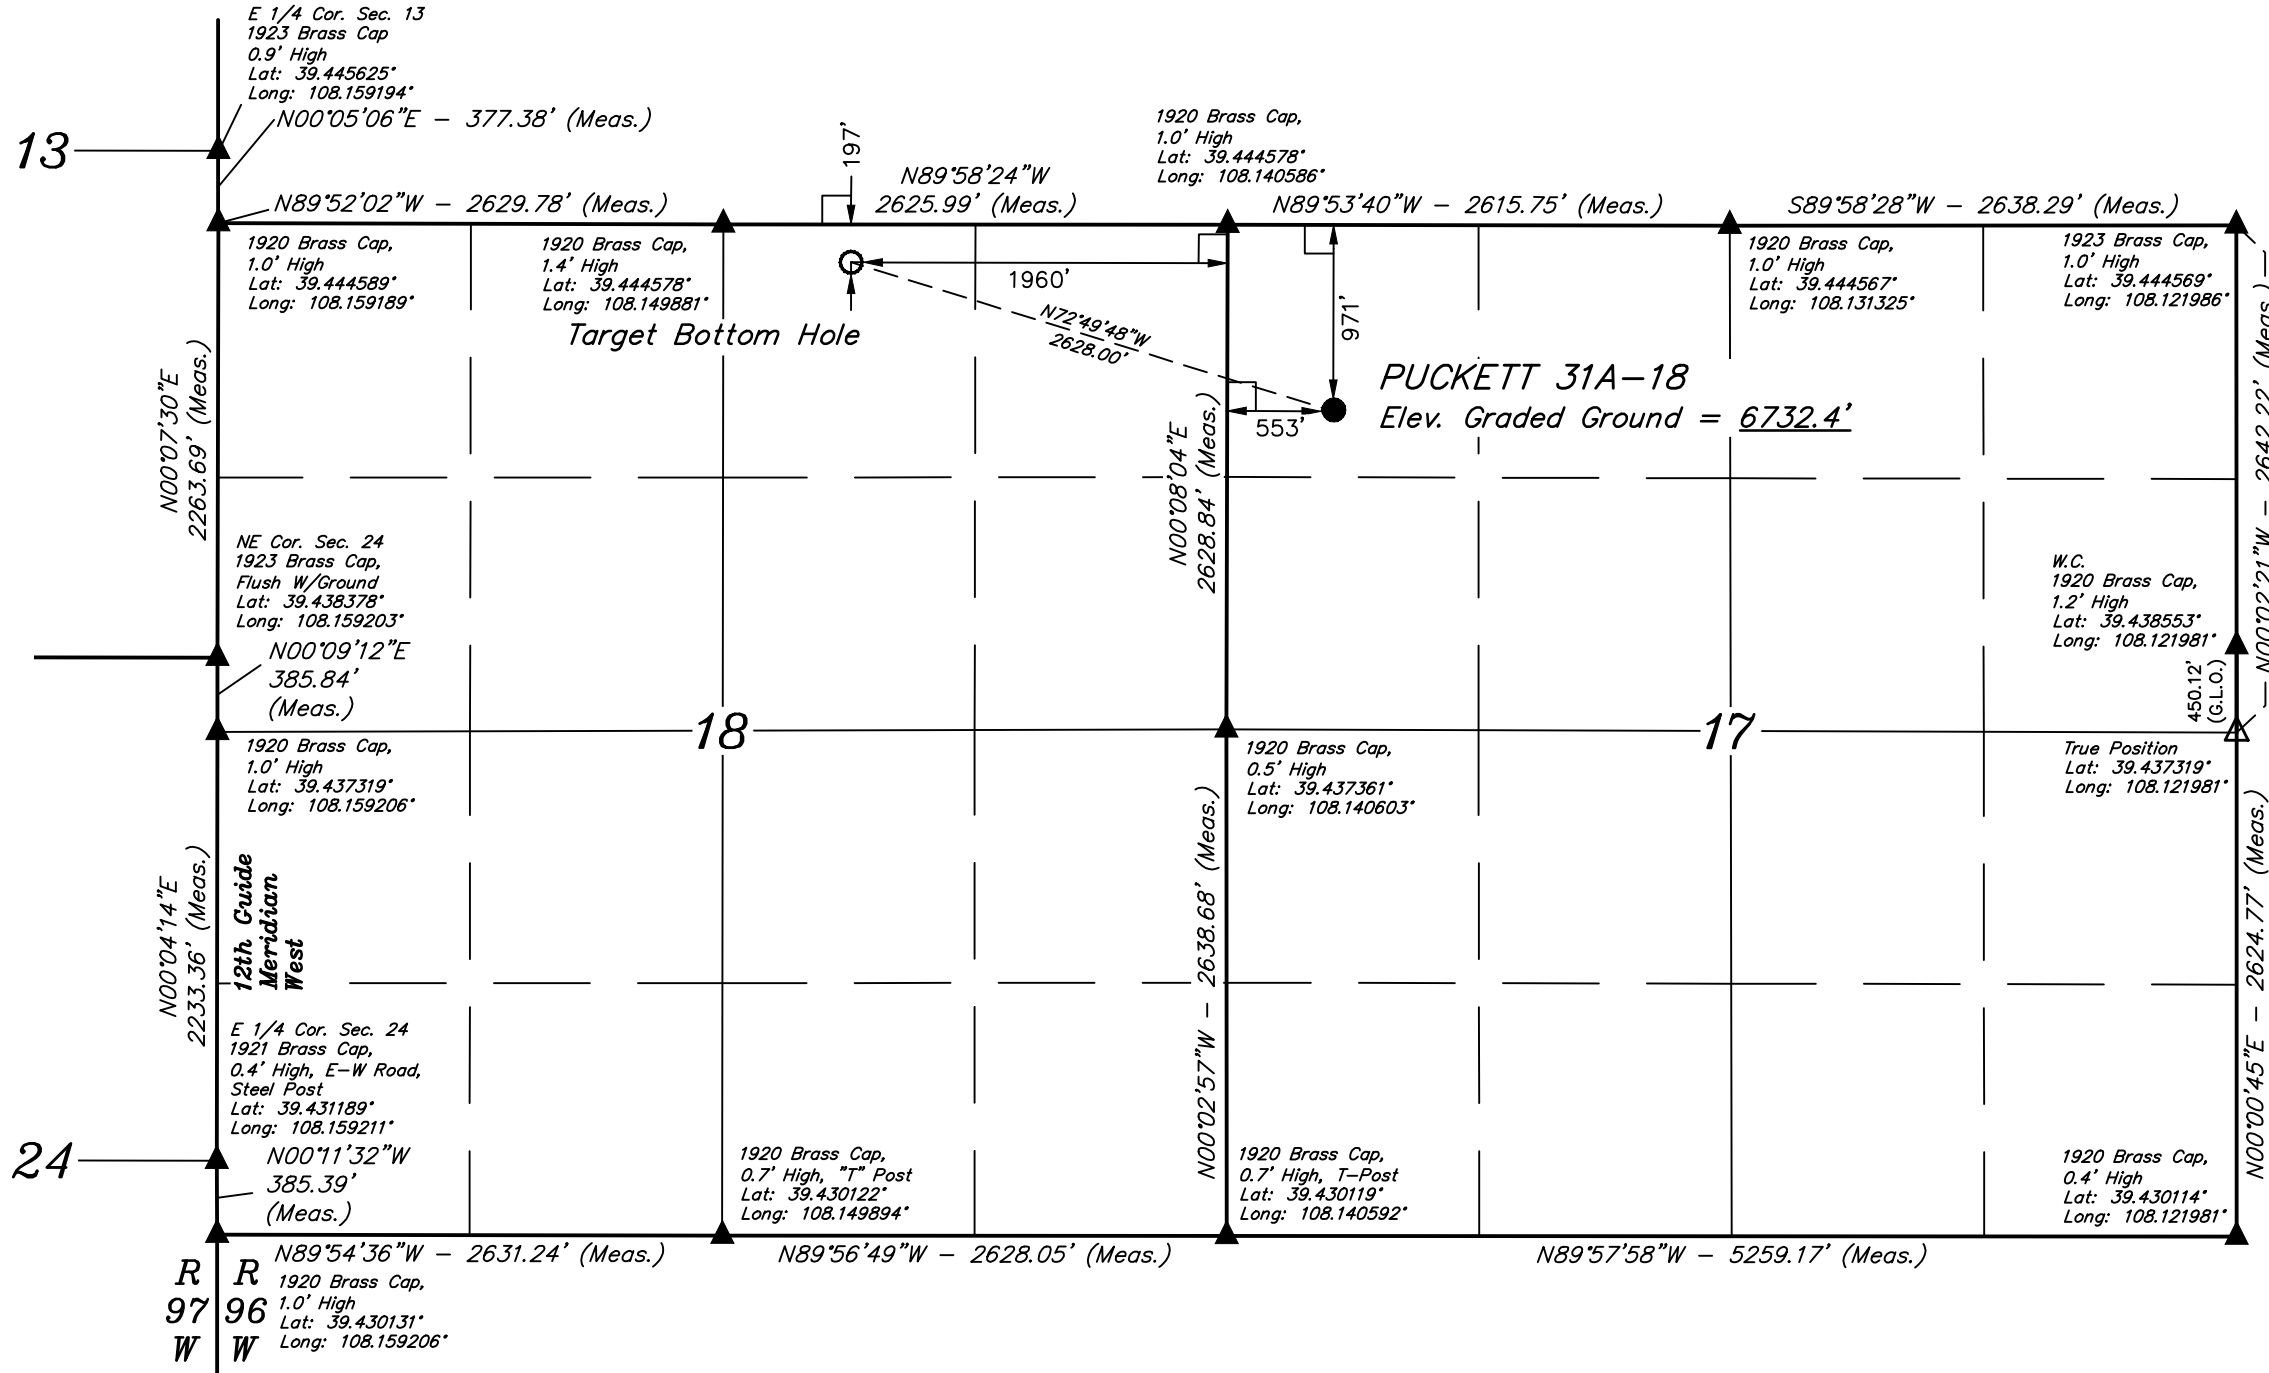 E 1/4 Cor. Sec. 13
1923 Brass Cap
0.9' High
Lat: 39.445625°
Long: 108.159194°
N00°05'06"E – 377.38' (Meas.)
13
197'
1920 Brass Cap,
1.0' High
Lat: 39.444578°
Long: 108.140586°
N89°52'02"W – 2629.78' (Meas.)
N89°58'24"W
2625.99' (Meas.)
N89°53'40"W – 2615.75' (Meas.)
S89°58'28"W – 2638.29' (Meas.)
1920 Brass Cap,
1.0' High
Lat: 39.444589°
Long: 108.159189°
1920 Brass Cap,
1.4' High
Lat: 39.444578°
Long: 108.149881°
1960'
Target Bottom Hole
N72°49'48"W
2628.00'
971'
553'
PUCKETT 31A–18
Elev. Graded Ground = 6732.4'
1920 Brass Cap,
1.0' High
Lat: 39.444567°
Long: 108.131325°
1923 Brass Cap,
1.0' High
Lat: 39.444569°
Long: 108.121986°
N00°02'21"W – 2642.22' (Meas.)
N00°07'30"E
2263.69' (Meas.)
N00°08'04"E
2628.84' (Meas.)
NE Cor. Sec. 24
1923 Brass Cap,
Flush W/Ground
Lat: 39.438378°
Long: 108.159203°
N00°09'12"E
385.84'
(Meas.)
W.C.
1920 Brass Cap,
1.2' High
Lat: 39.438553°
Long: 108.121981°
450.12'
(G.L.O.)
18
17
1920 Brass Cap,
1.0' High
Lat: 39.437319°
Long: 108.159206°
1920 Brass Cap,
0.5' High
Lat: 39.437361°
Long: 108.140603°
True Position
Lat: 39.437319°
Long: 108.121981°
N00°04'14"E
2233.36' (Meas.)
12th Guide
Meridian
West
N00°02'57"W – 2638.68' (Meas.)
N00°00'45"E – 2624.77' (Meas.)
E 1/4 Cor. Sec. 24
1921 Brass Cap,
0.4' High, E–W Road,
Steel Post
Lat: 39.431189°
Long: 108.159211°
24
N00°11'32"W
385.39'
(Meas.)
1920 Brass Cap,
0.7' High, "T" Post
Lat: 39.430122°
Long: 108.149894°
1920 Brass Cap,
0.7' High, T–Post
Lat: 39.430119°
Long: 108.140592°
1920 Brass Cap,
0.4' High
Lat: 39.430114°
Long: 108.121981°
N89°54'36"W – 2631.24' (Meas.)
N89°56'49"W – 2628.05' (Meas.)
N89°57'58"W – 5259.17' (Meas.)
R
97
W
R
96
W
1920 Brass Cap,
1.0' High
Lat: 39.430131°
Long: 108.159206°